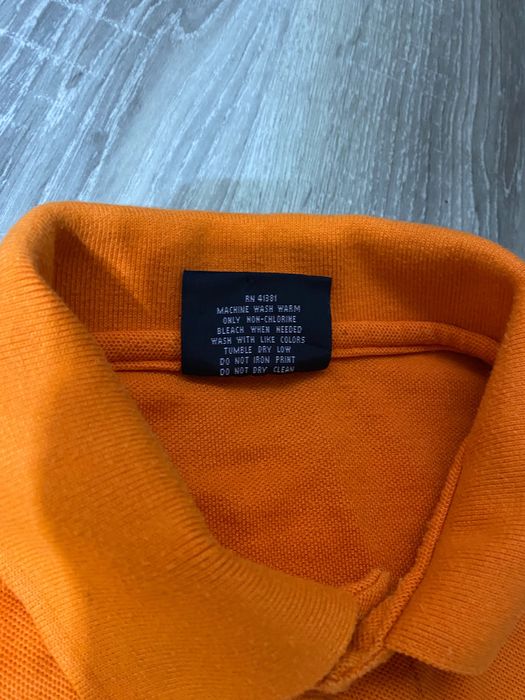 RN 41381
MACHINE WASH WARM
ONLY NON-CHLORINE
BLEACH WHEN NEEDED
WASH WITH LIKE COLORS
TUMBLE DRY LOW
DO NOT IRON PRINT
DO NOT DRY CLEAN